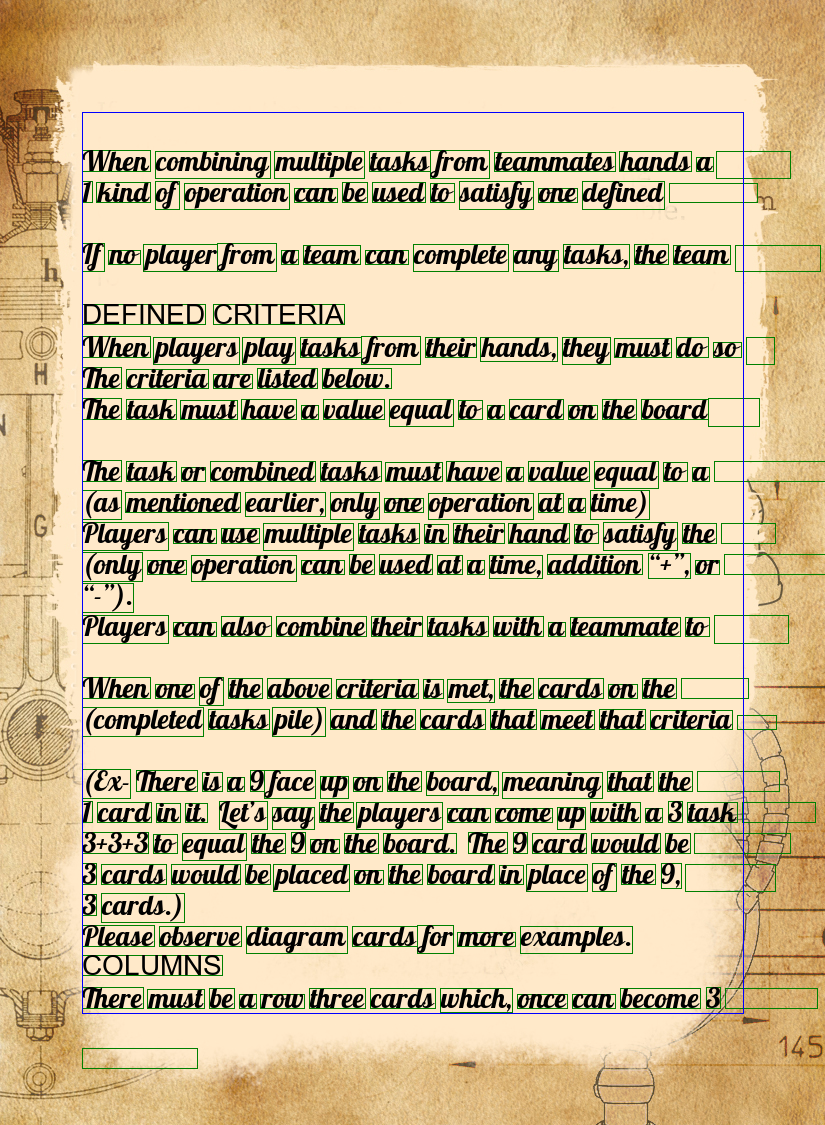 When combining multiple tasks from teammates hands a
1 kind of operation can be used to satisfy one defined
If no player from a team can complete any tasks, the team
DEFINED CRITERIA
When players play tasks from their hands, they must do so
The criteria are listed below.
The task must have a value equal to a card on the board
The task or combined tasks must have a value equal to a
(as mentioned earlier, only one operation at a time)
Players can use multiple tasks in their hand to satisfy the
(only one operation can be used at a time, addition “+”, or
“-”).
Players can also combine their tasks with a teammate to
When one of the above criteria is met, the cards on the
(completed tasks pile) and the cards that meet that criteria
(Ex- There is a 9 face up on the board, meaning that the
1 card in it. Let's say the players can come up with a 3 task
3+3+3 to equal the 9 on the board. The 9 card would be
3 cards would be placed on the board in place of the 9,
3 cards.)
Please observe diagram cards for more examples.
COLUMNS
There must be a row three cards which, once can become 3
h
H
G
145